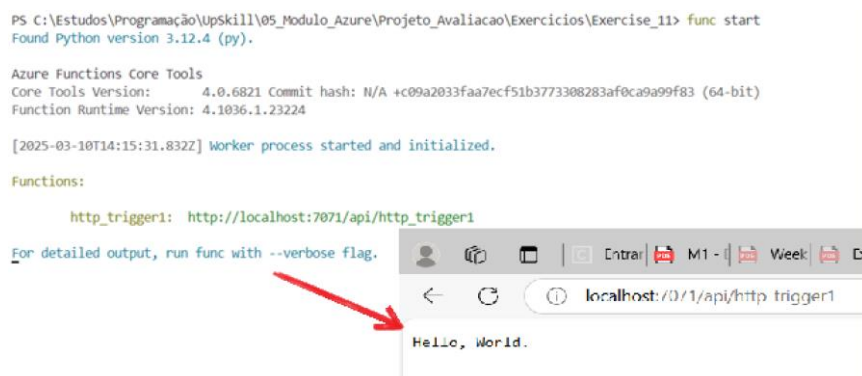 PS C:\Estudos\Programação\UpSkill\05_Modulo_Azure\Projeto_Avaliacao\Exercicios\Exercise_11> func start
Found Python version 3.12.4 (py).
Azure Functions Core Tools
Core Tools Version: 4.0.6821 Commit hash: N/A +c09a2033faa7ecf51b3773308283af0ca9a99f83 (64-bit)
Function Runtime Version: 4.1036.1.23224
[2025-03-10T14:15:31.832Z] Worker process started and initialized.
Functions:
http_trigger1: http://localhost:7071/api/http_trigger1
For detailed output, run func with --verbose flag.
Entrar M1 - Week
localhost:7071/api/http_trigger1
Hello, World.